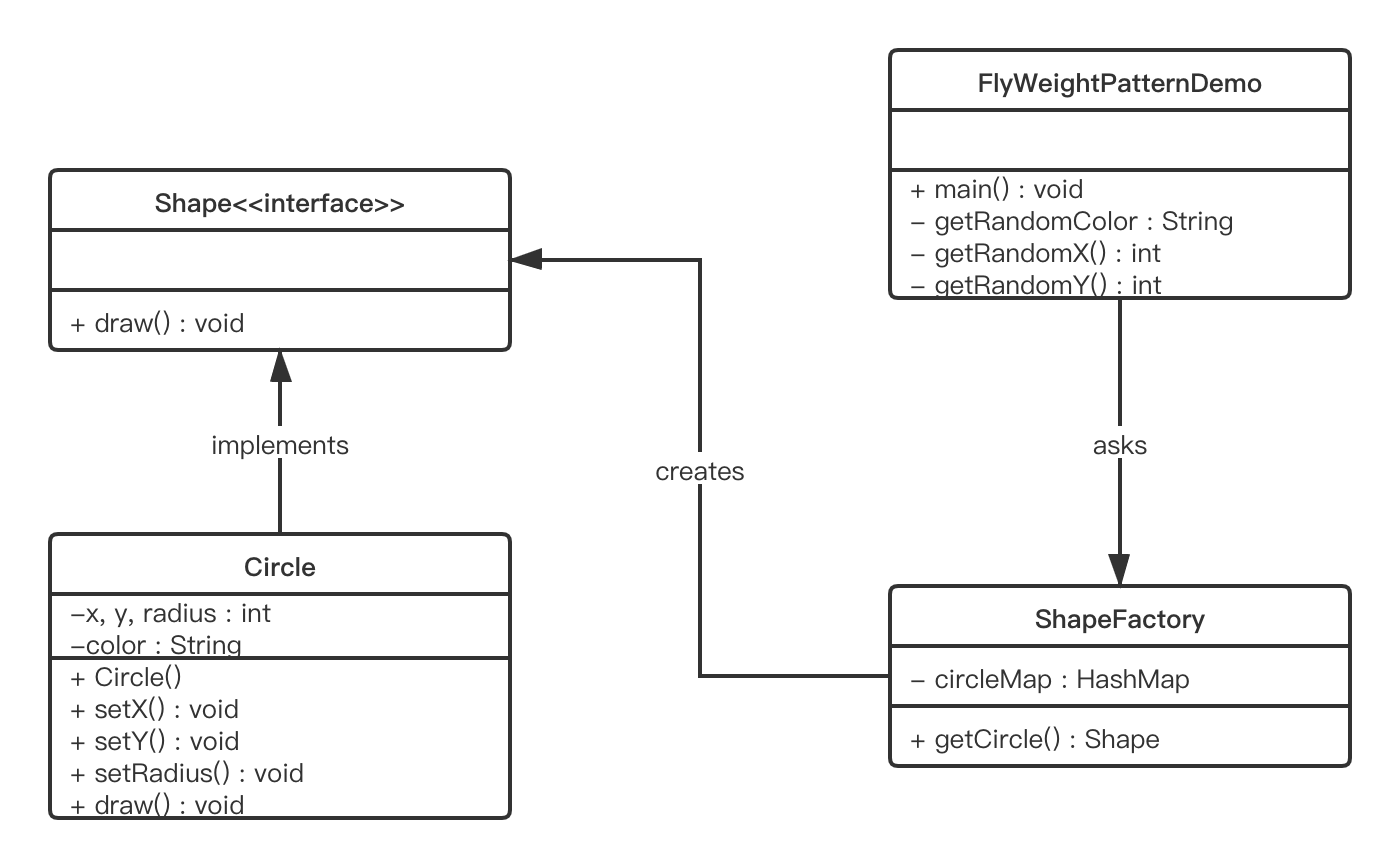 FlyWeightPatternDemo
+ main() : void
- getRandomColor : String
- getRandomX() : int
- getRandomY() : int
Shape<<interface>>
+ draw() : void
implements
creates
asks
Circle
-x, y, radius : int
-color : String
+ Circle()
+ setX() : void
+ setY() : void
+ setRadius() : void
+ draw() : void
ShapeFactory
- circleMap : HashMap
+ getCircle() : Shape